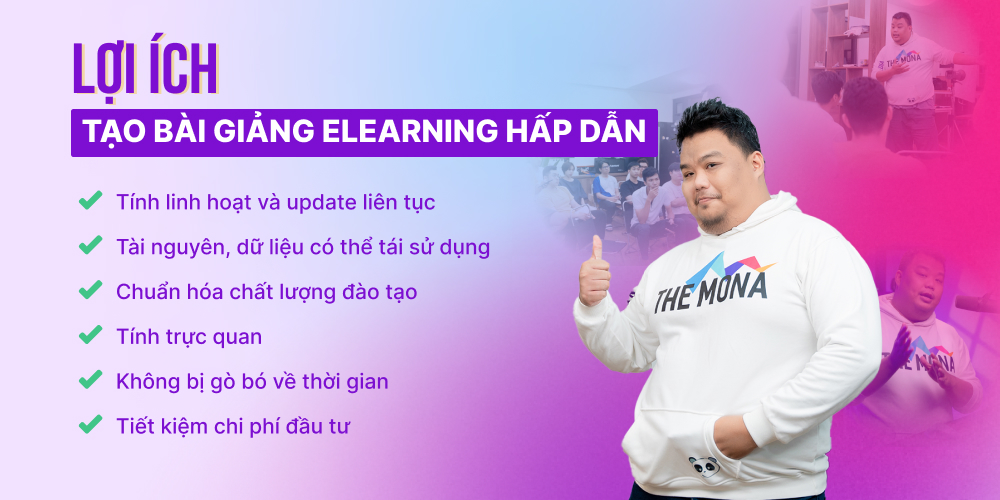 LỢI ÍCH
TẠO BÀI GIẢNG ELEARNING HẤP DẪN
Tính linh hoạt và update liên tục
Tài nguyên, dữ liệu có thể tái sử dụng
Chuẩn hóa chất lượng đào tạo
Tính trực quan
Không bị gò bó về thời gian
Tiết kiệm chi phí đầu tư
THE MONA
THE MONA
THE MONA